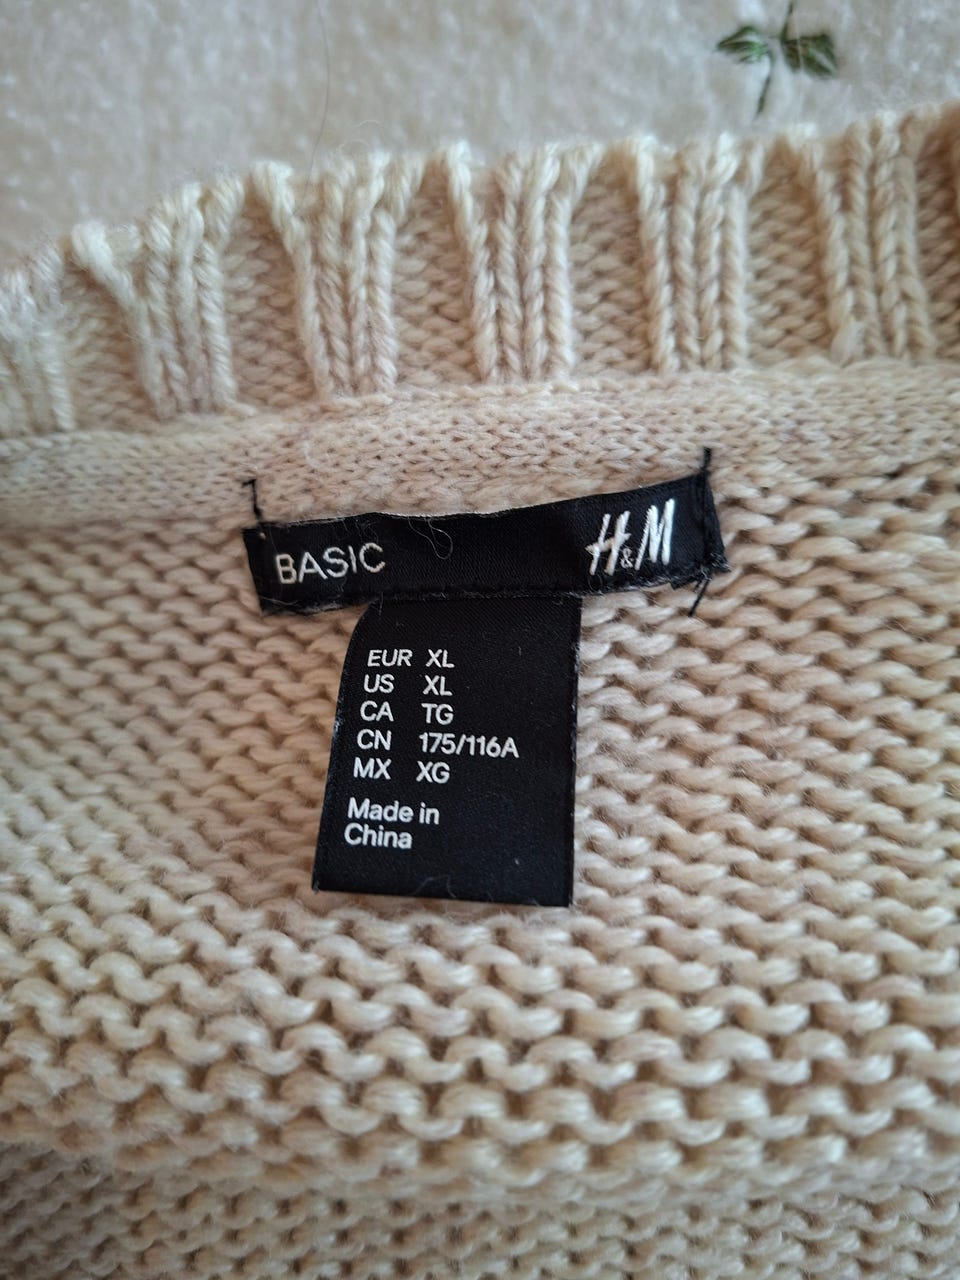 BASIC H&M
EUR XL
US XL
CA TG
CN 175/116A
MX XG
Made in
China